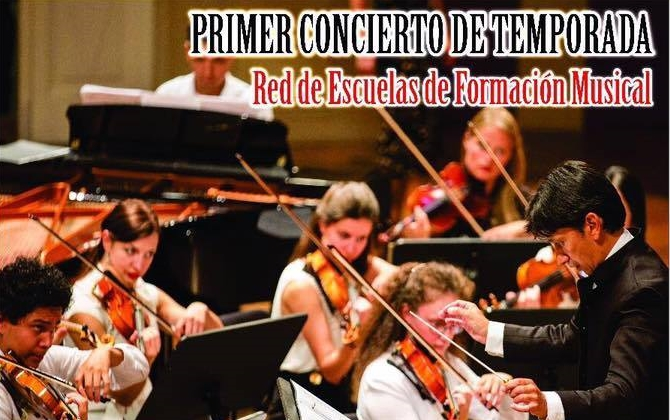 PRIMER CONCIERTO DE TEMPORADA
Red de Escuelas de Formación Musical